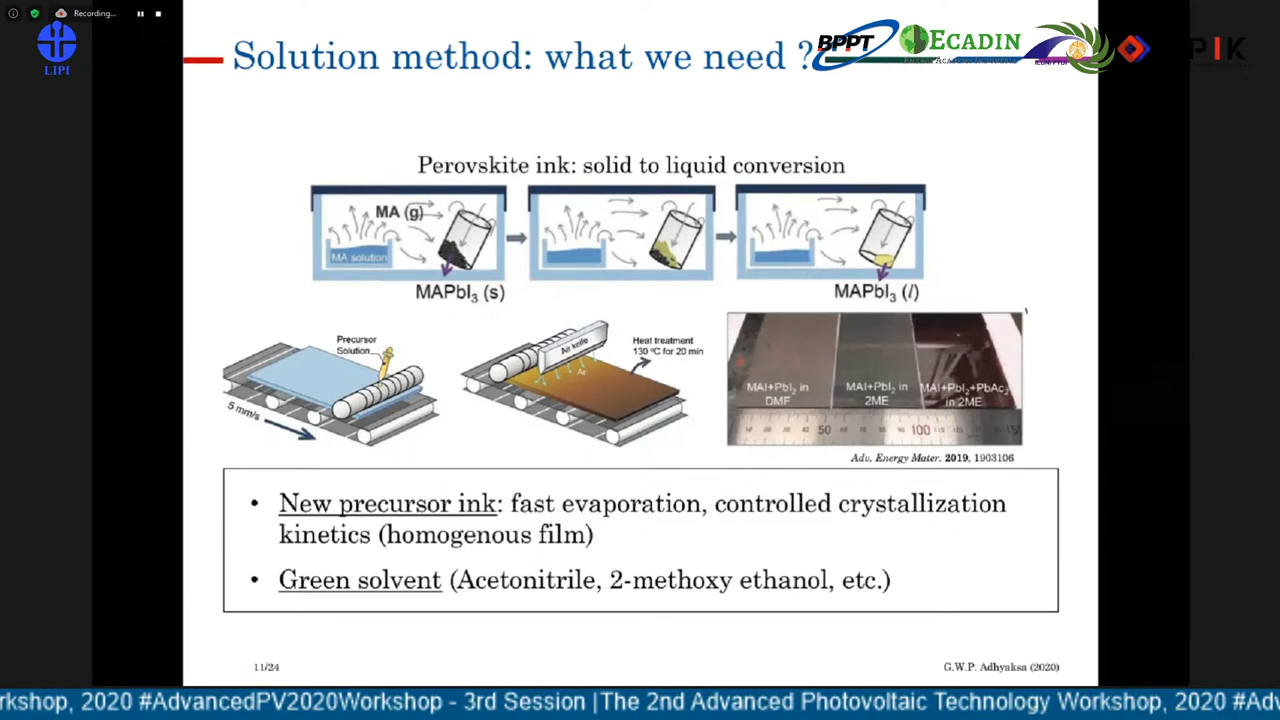 Recording...
LIPI
Solution method: what we need ?
BPPT
ECADIN
Perovskite ink: solid to liquid conversion
MA (g)
MA solution
MAPbI3 (s)
MAPbI3 (l)
Precursor
Solution
5 mm/s
Air knife
Air
Heat treatment
130 °C for 20 min
MAI+PbI2 in
DMF
MAI+PbI2 in
2ME
MAI+PbI2+PbAc2
in 2ME
50
100
Adv. Energy Mater. 2019, 1903106
• New precursor ink: fast evaporation, controlled crystallization
kinetics (homogenous film)
• Green solvent (Acetonitrile, 2-methoxy ethanol, etc.)
11/24
G.W.P. Adhyaksa (2020)
rkshop, 2020 #AdvancedPV2020Workshop - 3rd Session |The 2nd Advanced Photovoltaic Technology Workshop, 2020 #Adv